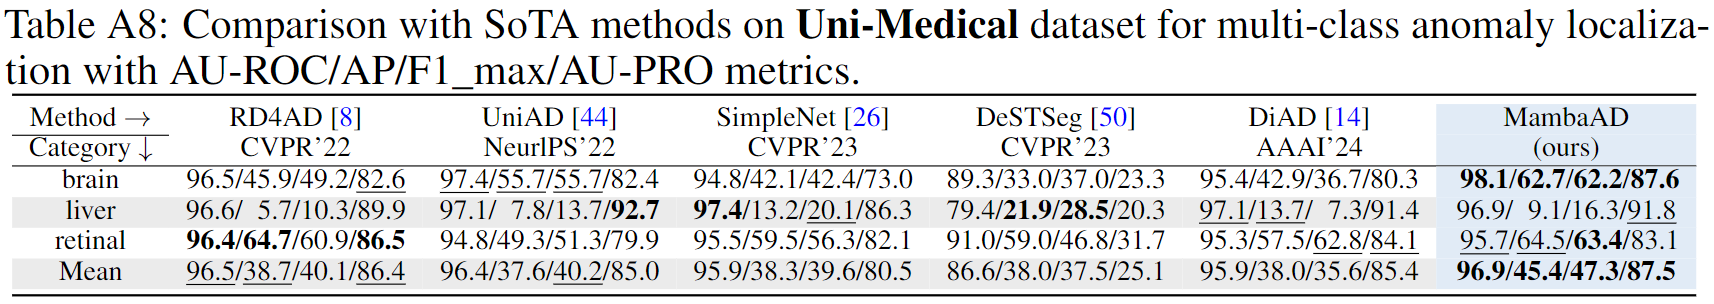 Table A8: Comparison with SoTA methods on Uni-Medical dataset for multi-class anomaly localiza-
tion with AU-ROC/AP/F1_max/AU-PRO metrics.
Method → RD4AD [8] UniAD [44] SimpleNet [26] DeSTSeg [50] DiAD [14] MambaAD
Category ↓ CVPR'22 NeurlPS'22 CVPR'23 CVPR'23 AAAI'24 (ours)
brain 96.5/45.9/49.2/82.6 97.4/55.7/55.7/82.4 94.8/42.1/42.4/73.0 89.3/33.0/37.0/23.3 95.4/42.9/36.7/80.3 98.1/62.7/62.2/87.6
liver 96.6/ 5.7/10.3/89.9 97.1/ 7.8/13.7/92.7 97.4/13.2/20.1/86.3 79.4/21.9/28.5/20.3 97.1/13.7/ 7.3/91.4 96.9/ 9.1/16.3/91.8
retinal 96.4/64.7/60.9/86.5 94.8/49.3/51.3/79.9 95.5/59.5/56.3/82.1 91.0/59.0/46.8/31.7 95.3/57.5/62.8/84.1 95.7/64.5/63.4/83.1
Mean 96.5/38.7/40.1/86.4 96.4/37.6/40.2/85.0 95.9/38.3/39.6/80.5 86.6/38.0/37.5/25.1 95.9/38.0/35.6/85.4 96.9/45.4/47.3/87.5